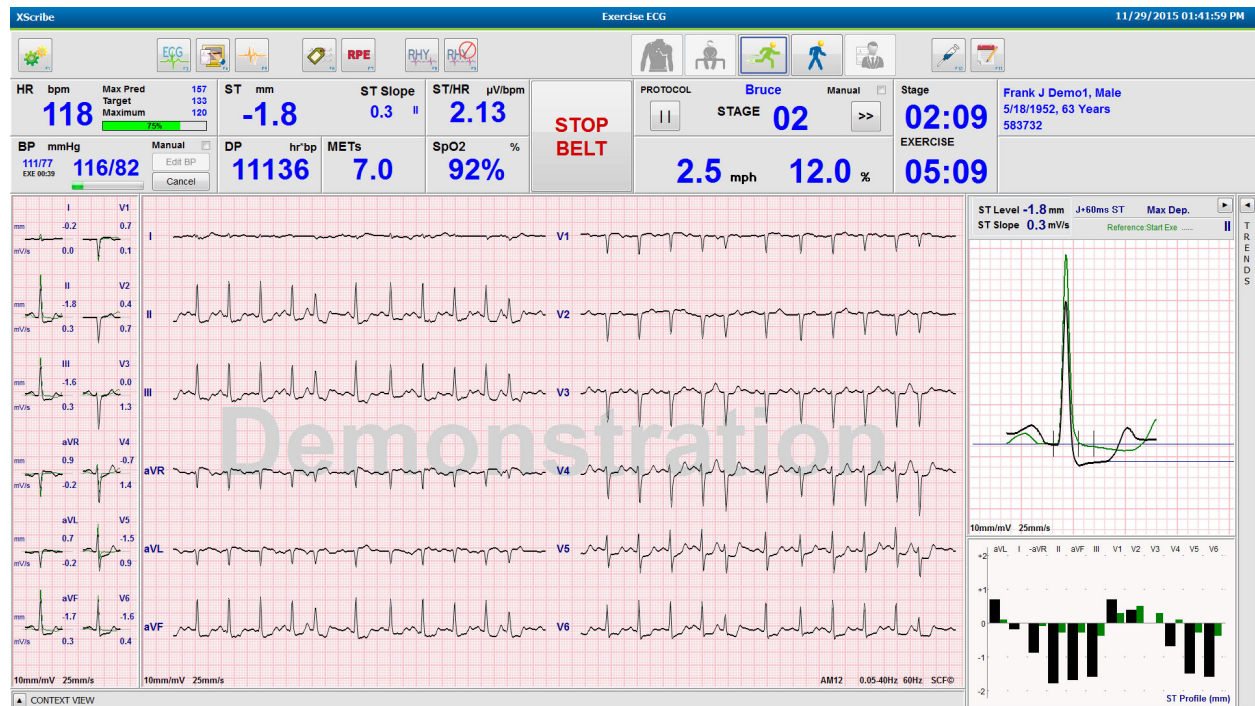 XScribe Exercise ECG 11/29/2015 01:41:59 PM
F1 ECG RPE F7 RHY RHY F12
HR bpm Max Pred 157
Target 133
118 Maximum 120
75%
ST mm ST Slope
-1.8 0.3 II
ST/HR µV/bpm
2.13
STOP
BELT
PROTOCOL Bruce Manual
|| STAGE 02 >>
2.5 mph 12.0 %
Stage
02:09
EXERCISE
05:09
Frank J Demo1, Male
5/18/1952, 63 Years
583732
BP mmHg Manual
111/77 116/82 Edit BP
EXE 00:39 Cancel
DP hr*bp
11136
METs
7.0
SpO2 %
92%
I V1
mm -0.2 0.7
mV/s 0.0 0.1
II V2
mm -1.8 0.4
mV/s 0.3 0.7
III V3
mm -1.6 0.0
mV/s 0.3 1.3
aVR V4
mm 0.9 -0.7
mV/s -0.2 1.4
aVL V5
mm 0.7 -1.5
mV/s -0.2 0.9
aVF V6
mm -1.7 -1.6
mV/s 0.3 0.4
10mm/mV 25mm/s
I V1
II V2
III V3
Demonstration
aVR V4
aVL V5
aVF V6
10mm/mV 25mm/s AM12 0.05-40Hz 60Hz SCF©
ST Level -1.8 mm J+60ms ST Max Dep.
ST Slope 0.3 mV/s Reference:Start Exe ...... II
10mm/mV 25mm/s
aVL I -aVR II aVF III V1 V2 V3 V4 V5 V6
+2
+1
0
-1
-2
ST Profile (mm)
TRENDS
CONTEXT VIEW